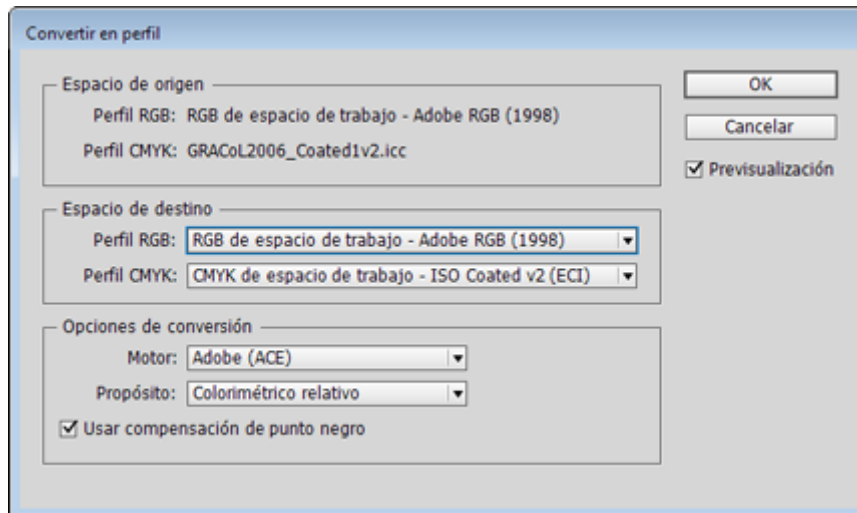 Convertir en perfil
Espacio de origen
Perfil RGB: RGB de espacio de trabajo - Adobe RGB (1998)
Perfil CMYK: GRACoL2006_Coated1v2.icc
OK
Cancelar
Previsualización
Espacio de destino
Perfil RGB: RGB de espacio de trabajo - Adobe RGB (1998)
Perfil CMYK: CMYK de espacio de trabajo - ISO Coated v2 (ECI)
Opciones de conversión
Motor: Adobe (ACE)
Propósito: Colorimétrico relativo
Usar compensación de punto negro